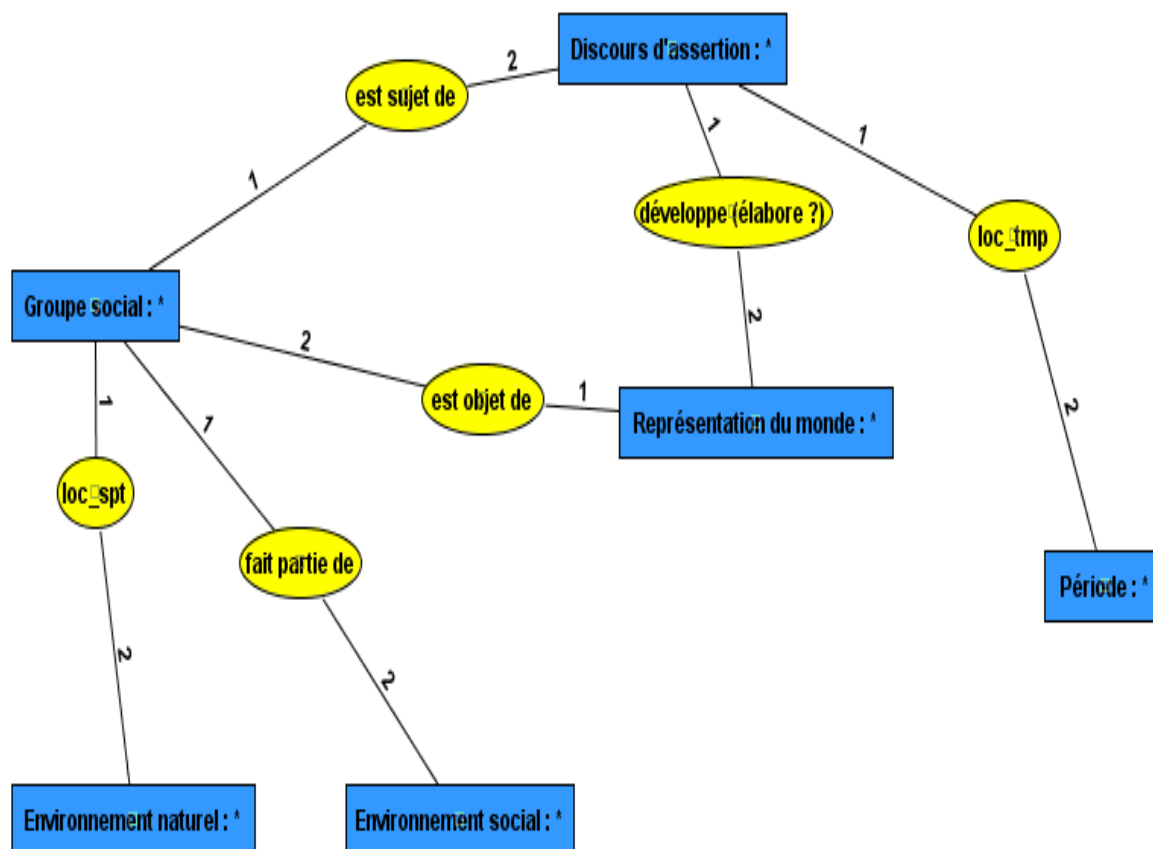 Discours d'assertion : *
2
est sujet de
1
1
1
développe (élabore ?)
loc_tmp
Groupe social : *
2
2
est objet de
1
Représentation du monde : *
1
1
2
loc_spt
fait partie de
Période : *
2
2
Environnement naturel : *
Environnement social : *